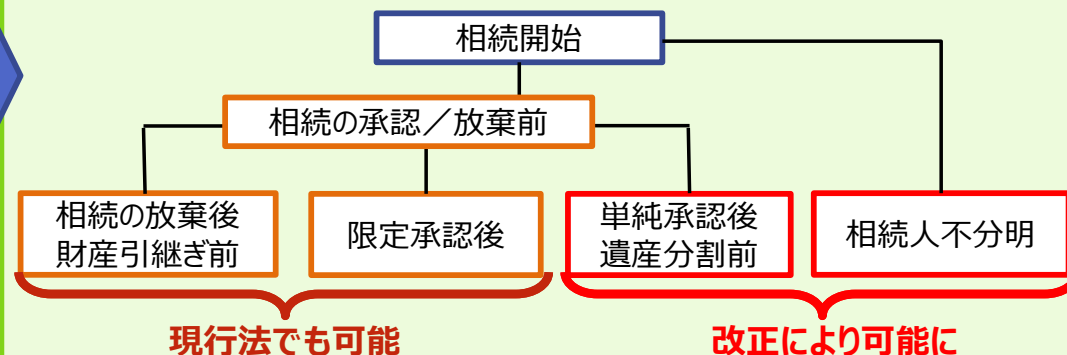 相続開始
相続の承認／放棄前
相続の放棄後
財産引継ぎ前
限定承認後
単純承認後
遺産分割前
相続人不分明
現行法でも可能
改正により可能に